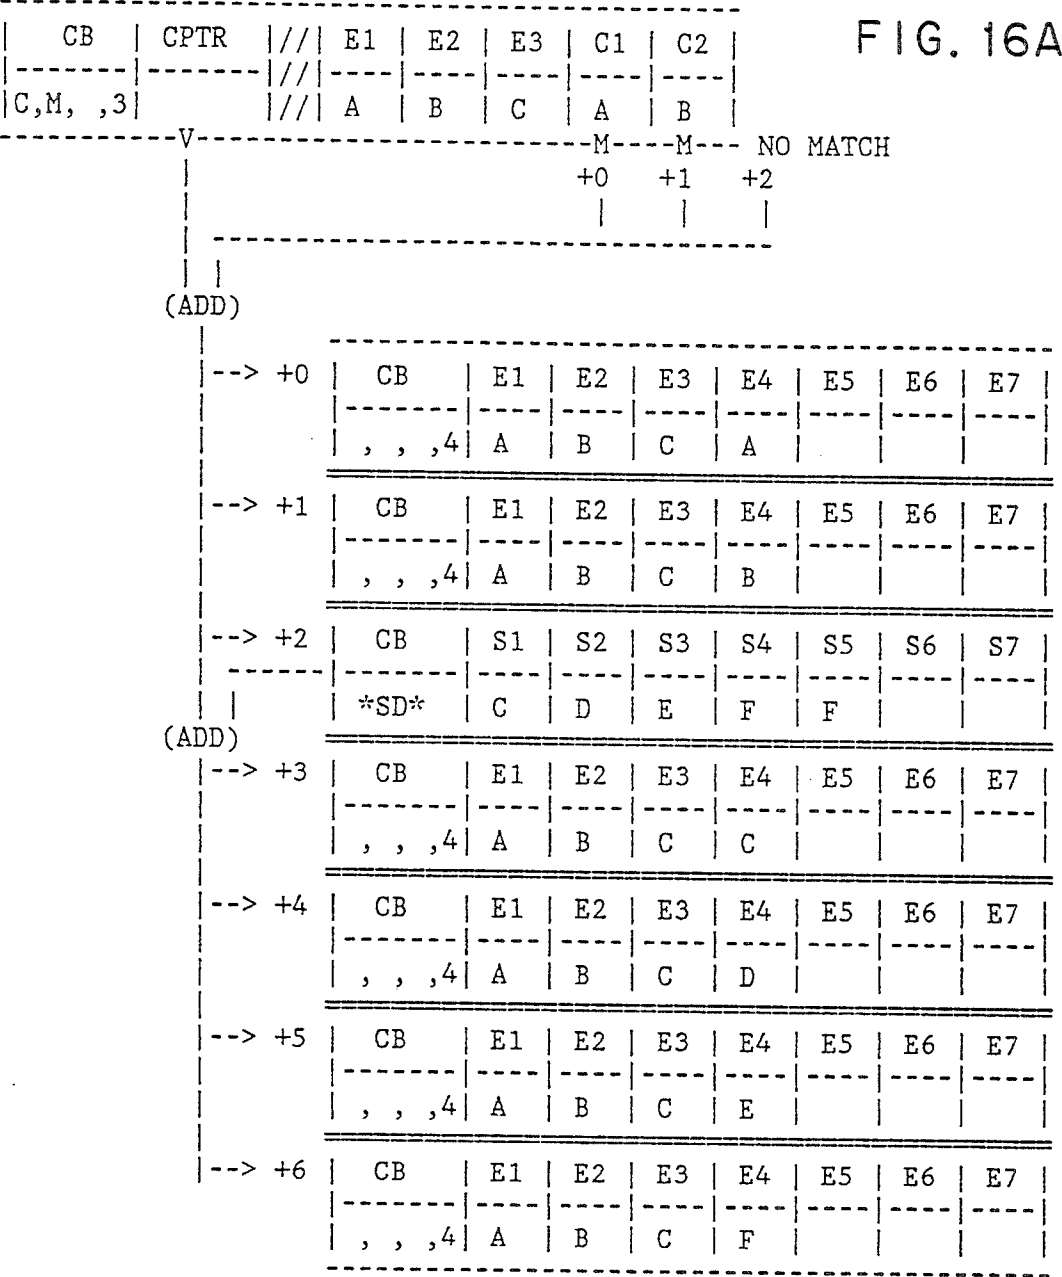 FIG. 16A
| CB | CPTR |//| E1 | E2 | E3 | C1 | C2 |
|-------|-------|//|----|----|----|----|----|
|C,M, ,3| |//| A | B | C | A | B |
-----------V------------------------M----M--- NO MATCH
+0 +1 +2
| | | |
| ----------------------------------
| |
(ADD)
|--> +0 | CB | E1 | E2 | E3 | E4 | E5 | E6 | E7 |
|-------|----|----|----|----|----|----|----|
| , , ,4| A | B | C | A | | | |
|--> +1 | CB | E1 | E2 | E3 | E4 | E5 | E6 | E7 |
|-------|----|----|----|----|----|----|----|
| , , ,4| A | B | C | B | | | |
|--> +2 | CB | S1 | S2 | S3 | S4 | S5 | S6 | S7 |
------|-------|----|----|----|----|----|----|----|
| | | *SD* | C | D | E | F | F | | |
(ADD)
|--> +3 | CB | E1 | E2 | E3 | E4 | E5 | E6 | E7 |
|-------|----|----|----|----|----|----|----|
| , , ,4| A | B | C | C | | | |
|--> +4 | CB | E1 | E2 | E3 | E4 | E5 | E6 | E7 |
|-------|----|----|----|----|----|----|----|
| , , ,4| A | B | C | D | | | |
|--> +5 | CB | E1 | E2 | E3 | E4 | E5 | E6 | E7 |
|-------|----|----|----|----|----|----|----|
| , , ,4| A | B | C | E | | | |
|--> +6 | CB | E1 | E2 | E3 | E4 | E5 | E6 | E7 |
|-------|----|----|----|----|----|----|----|
| , , ,4| A | B | C | F | | | |